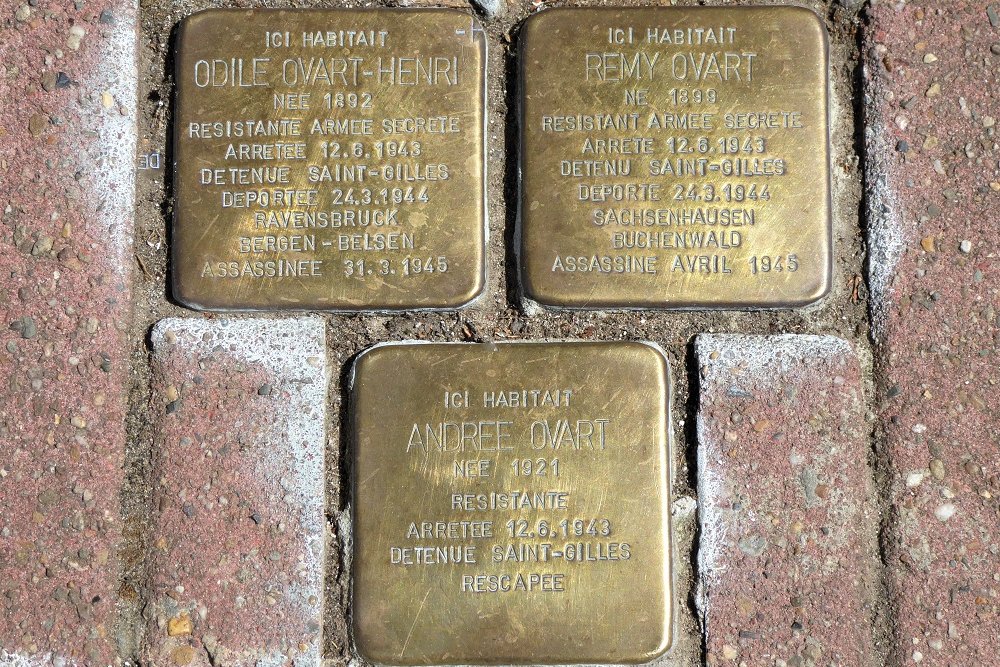 ICI HABITAIT
ODILE OVART-HENRI
NEE 1892
RESISTANTE ARMEE SECRETE
ARRETEE 12.6.1943
DETENUE SAINT-GILLES
DEPORTEE 24.3.1944
RAVENSBRUCK
BERGEN-BELSEN
ASSASSINEE 31.3.1945
ICI HABITAIT
REMY OVART
NE 1899
RESISTANT ARMEE SECRETE
ARRETE 12.6.1943
DETENU SAINT-GILLES
DEPORTE 24.3.1944
SACHSENHAUSEN
BUCHENWALD
ASSASSINE AVRIL 1945
ICI HABITAIT
ANDREE OVART
NEE 1921
RESISTANTE
ARRETEE 12.6.1943
DETENUE SAINT-GILLES
RESCAPEE